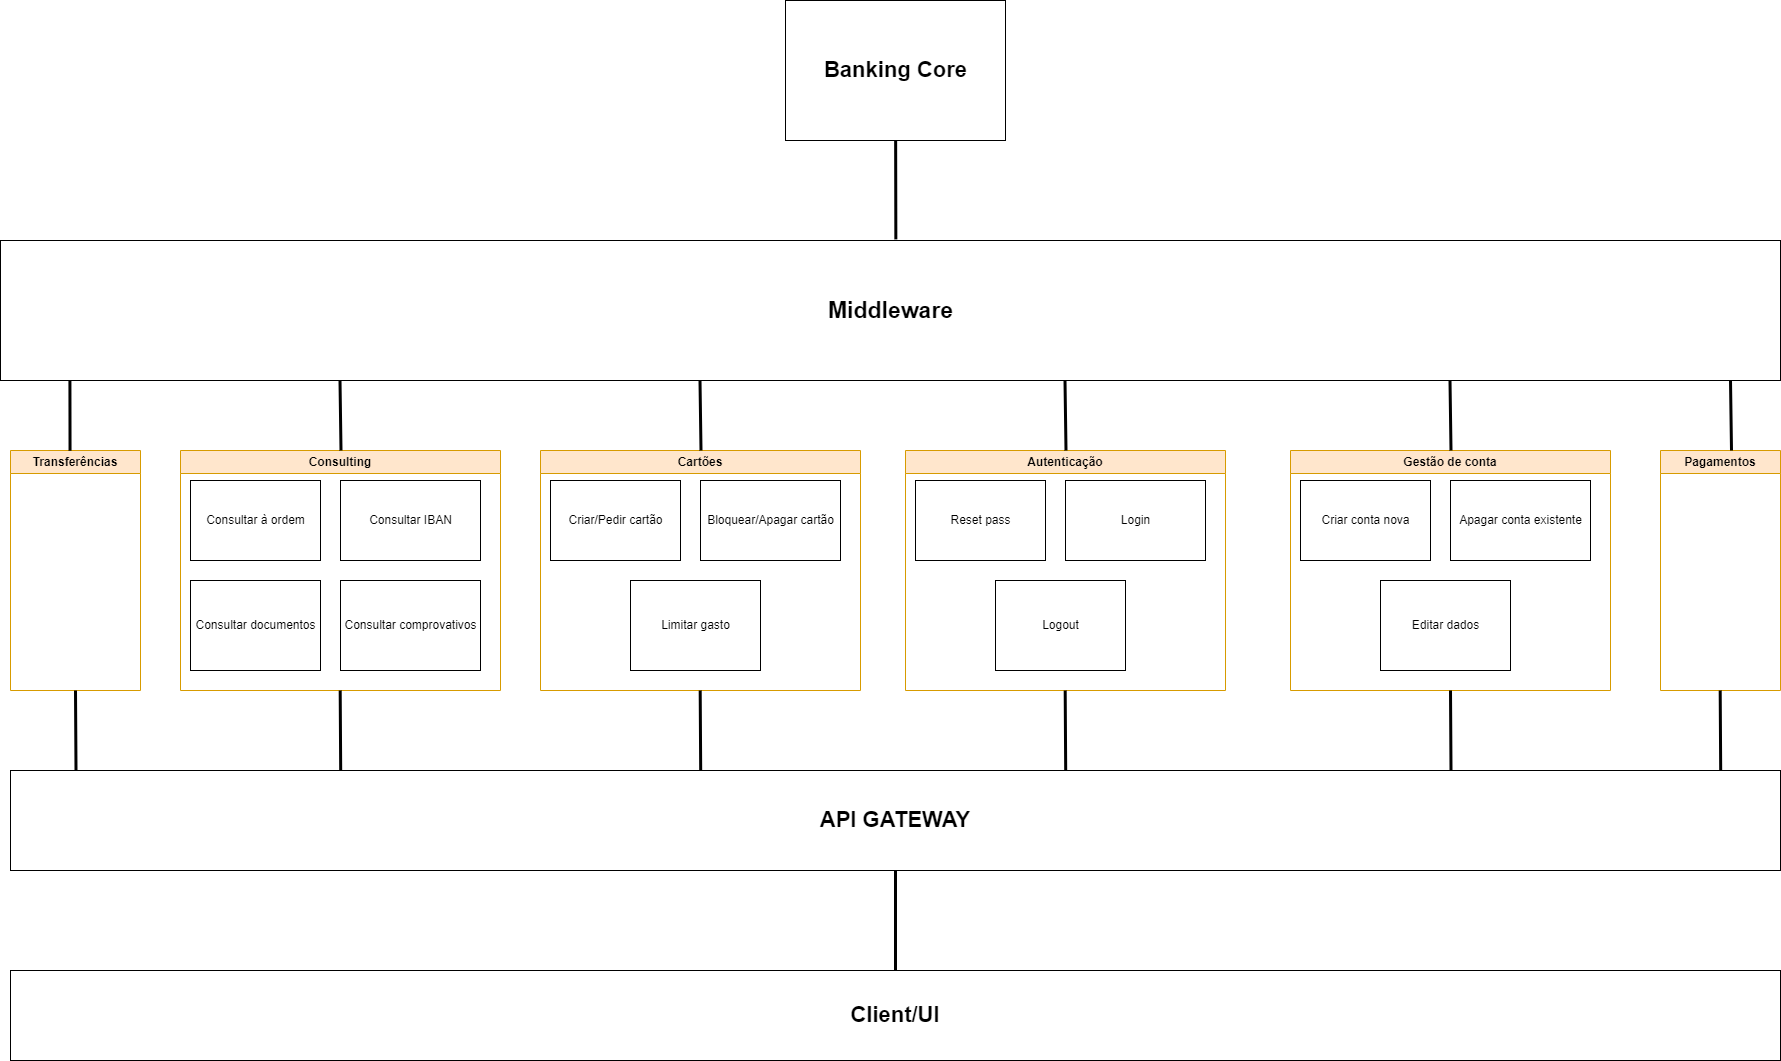 Banking Core
Middleware
Transferências
Consulting
Cartões
Autenticação
Gestão de conta
Pagamentos
Consultar à ordem
Consultar IBAN
Criar/Pedir cartão
Bloquear/Apagar cartão
Reset pass
Login
Criar conta nova
Apagar conta existente
Consultar documentos
Consultar comprovativos
Limitar gasto
Logout
Editar dados
API GATEWAY
Client/UI